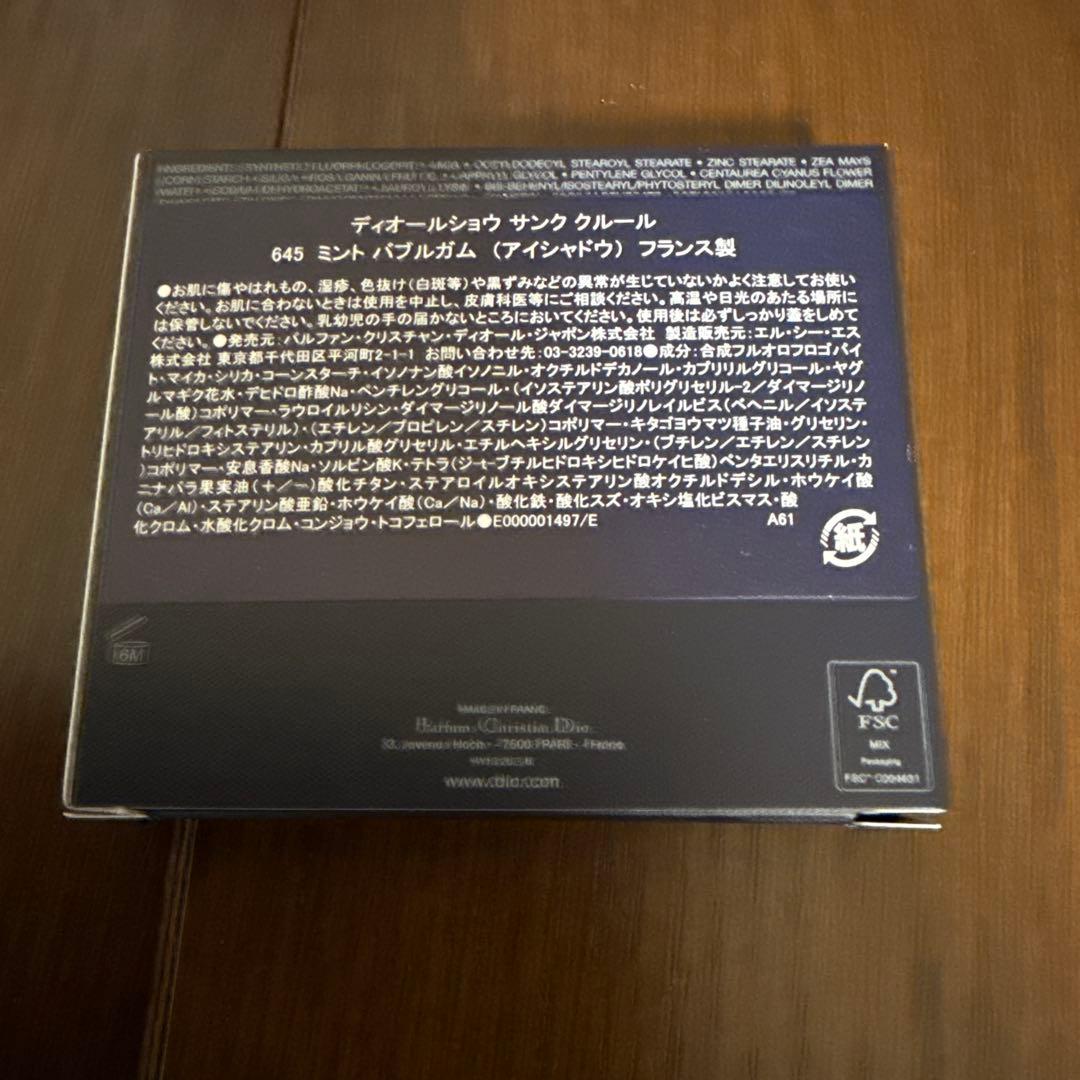 OCTYLDODECYL STEAROYL STEARATE • ZINC STEARATE • ZEA MAYS
(CORN) STARCH • CAPRYLYL GLYCOL • PENTYLENE GLYCOL • CENTAUREA CYANUS FLOWER
WATER • SODIUM DEHYDROACETATE • LAUROYL LYSINE • BIS-BEHENYL/ISOSTEARYL/PHYTOSTERYL DIMER DILINOLEYL DIMER
ディオールショウ サンク クルール
645 ミント バブルガム (アイシャドウ) フランス製
●お肌に傷やはれもの、湿疹、色抜け(白斑等)や黒ずみなどの異常が生じていないかよく注意してお使い
ください。お肌に合わないときは使用を中止し、皮膚科医等にご相談ください。高温や日光のあたる場所に
は保管しないでください。乳幼児の手の届かないところにおいてください。使用後は必ずしっかり蓋をしめて
ください。●発売元:パルファン・クリスチャン・ディオール・ジャポン株式会社 製造販売元:エル・シー・エス
株式会社 東京都千代田区平河町2-1-1 お問い合わせ先:03-3239-0618●成分:合成フルオロフロゴパイ
ト・マイカ・シリカ・コーンスターチ・イソノナン酸イソノニル・オクチルドデカノール・カプリリルグリコール・ヤグ
ルマギク花水・デヒドロ酢酸Na・ペンチレングリコール・(イソステアリン酸ポリグリセリル-2/ダイマージリノ
ール酸)コポリマー・ラウロイルリシン・ダイマージリノール酸ダイマージリノレイルビス(ベヘニル/イソステ
アリル/フィトステリル)・(エチレン/プロピレン/スチレン)コポリマー・キタゴヨウマツ種子油・グリセリン・
トリヒドロキシステアリン・カプリル酸グリセリル・エチルヘキシルグリセリン・(ブチレン/エチレン/スチレン
)コポリマー・安息香酸Na・ソルビン酸K・テトラ(ジ-t-ブチルヒドロキシヒドロケイヒ酸)ペンタエリスリチル・カ
ニナバラ果実油(+/-)酸化チタン・ステアロイルオキシステアリン酸オクチルドデシル・ホウケイ酸
(Ca/Al)・ステアリン酸亜鉛・ホウケイ酸(Ca/Na)・酸化鉄・酸化スズ・オキシ塩化ビスマス・酸
化クロム・水酸化クロム・コンジョウ・トコフェロール●E000001497/E A61
紙
6M
MADE IN FRANCE
Parfums Christian Dior
33, avenue Hoche - 75008 PARIS - France
www.dior.com
FSC
MIX
Packaging